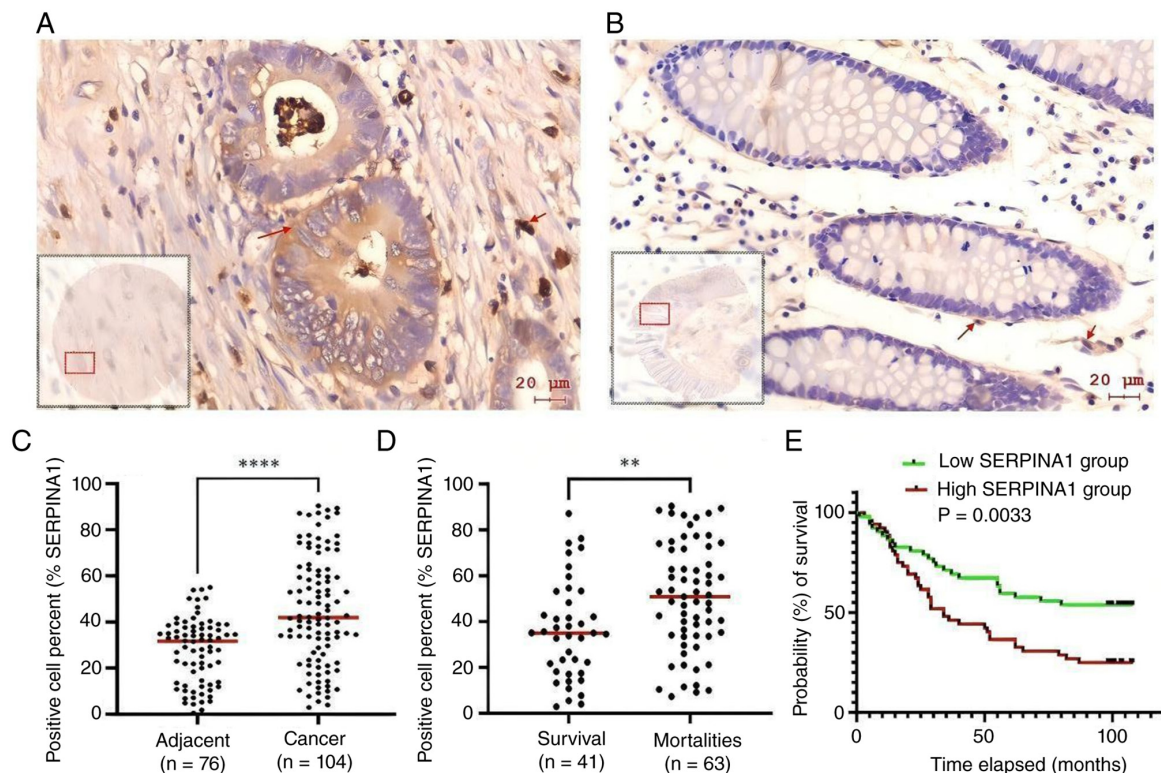 A
B
20 μm
20 μm
C
D
E
Positive cell percent (% SERPINA1)
****
100
80
60
40
20
0
Adjacent
(n = 76)
Cancer
(n = 104)
Positive cell percent (% SERPINA1)
**
100
80
60
40
20
0
Survival
(n = 41)
Mortalities
(n = 63)
Low SERPINA1 group
High SERPINA1 group
P = 0.0033
Probability (%) of survival
100
50
0
0
50
100
Time elapsed (months)